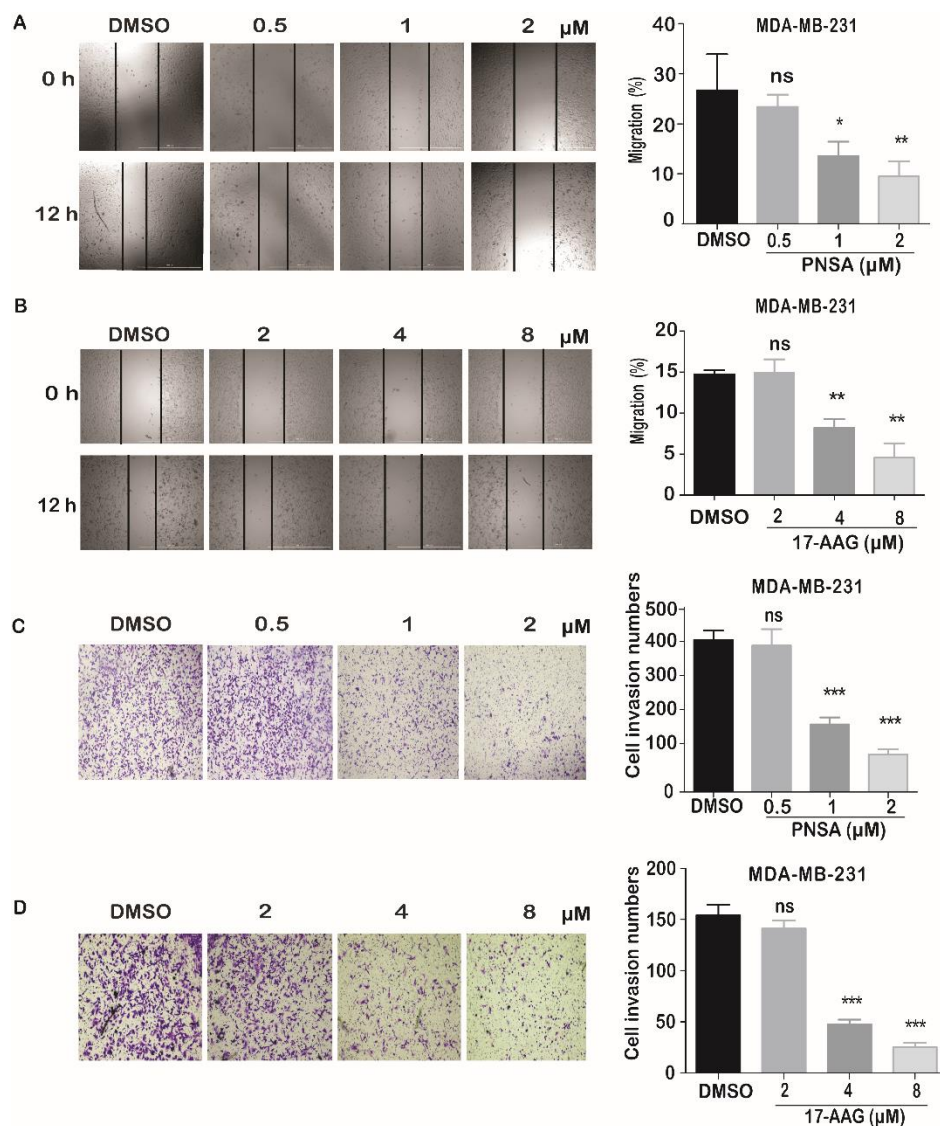 A
DMSO 0.5 1 2 µM
0 h
12 h
MDA-MB-231
Migration (%)
40
30
20
10
0
ns * **
DMSO 0.5 1 2
PNSA (µM)
B
DMSO 2 4 8 µM
0 h
12 h
MDA-MB-231
Migration (%)
20
15
10
5
0
ns ** **
DMSO 2 4 8
17-AAG (µM)
C
DMSO 0.5 1 2 µM
MDA-MB-231
Cell invasion numbers
500
400
300
200
100
0
ns *** ***
DMSO 0.5 1 2
PNSA (µM)
D
DMSO 2 4 8 µM
MDA-MB-231
Cell invasion numbers
200
150
100
50
0
ns *** ***
DMSO 2 4 8
17-AAG (µM)